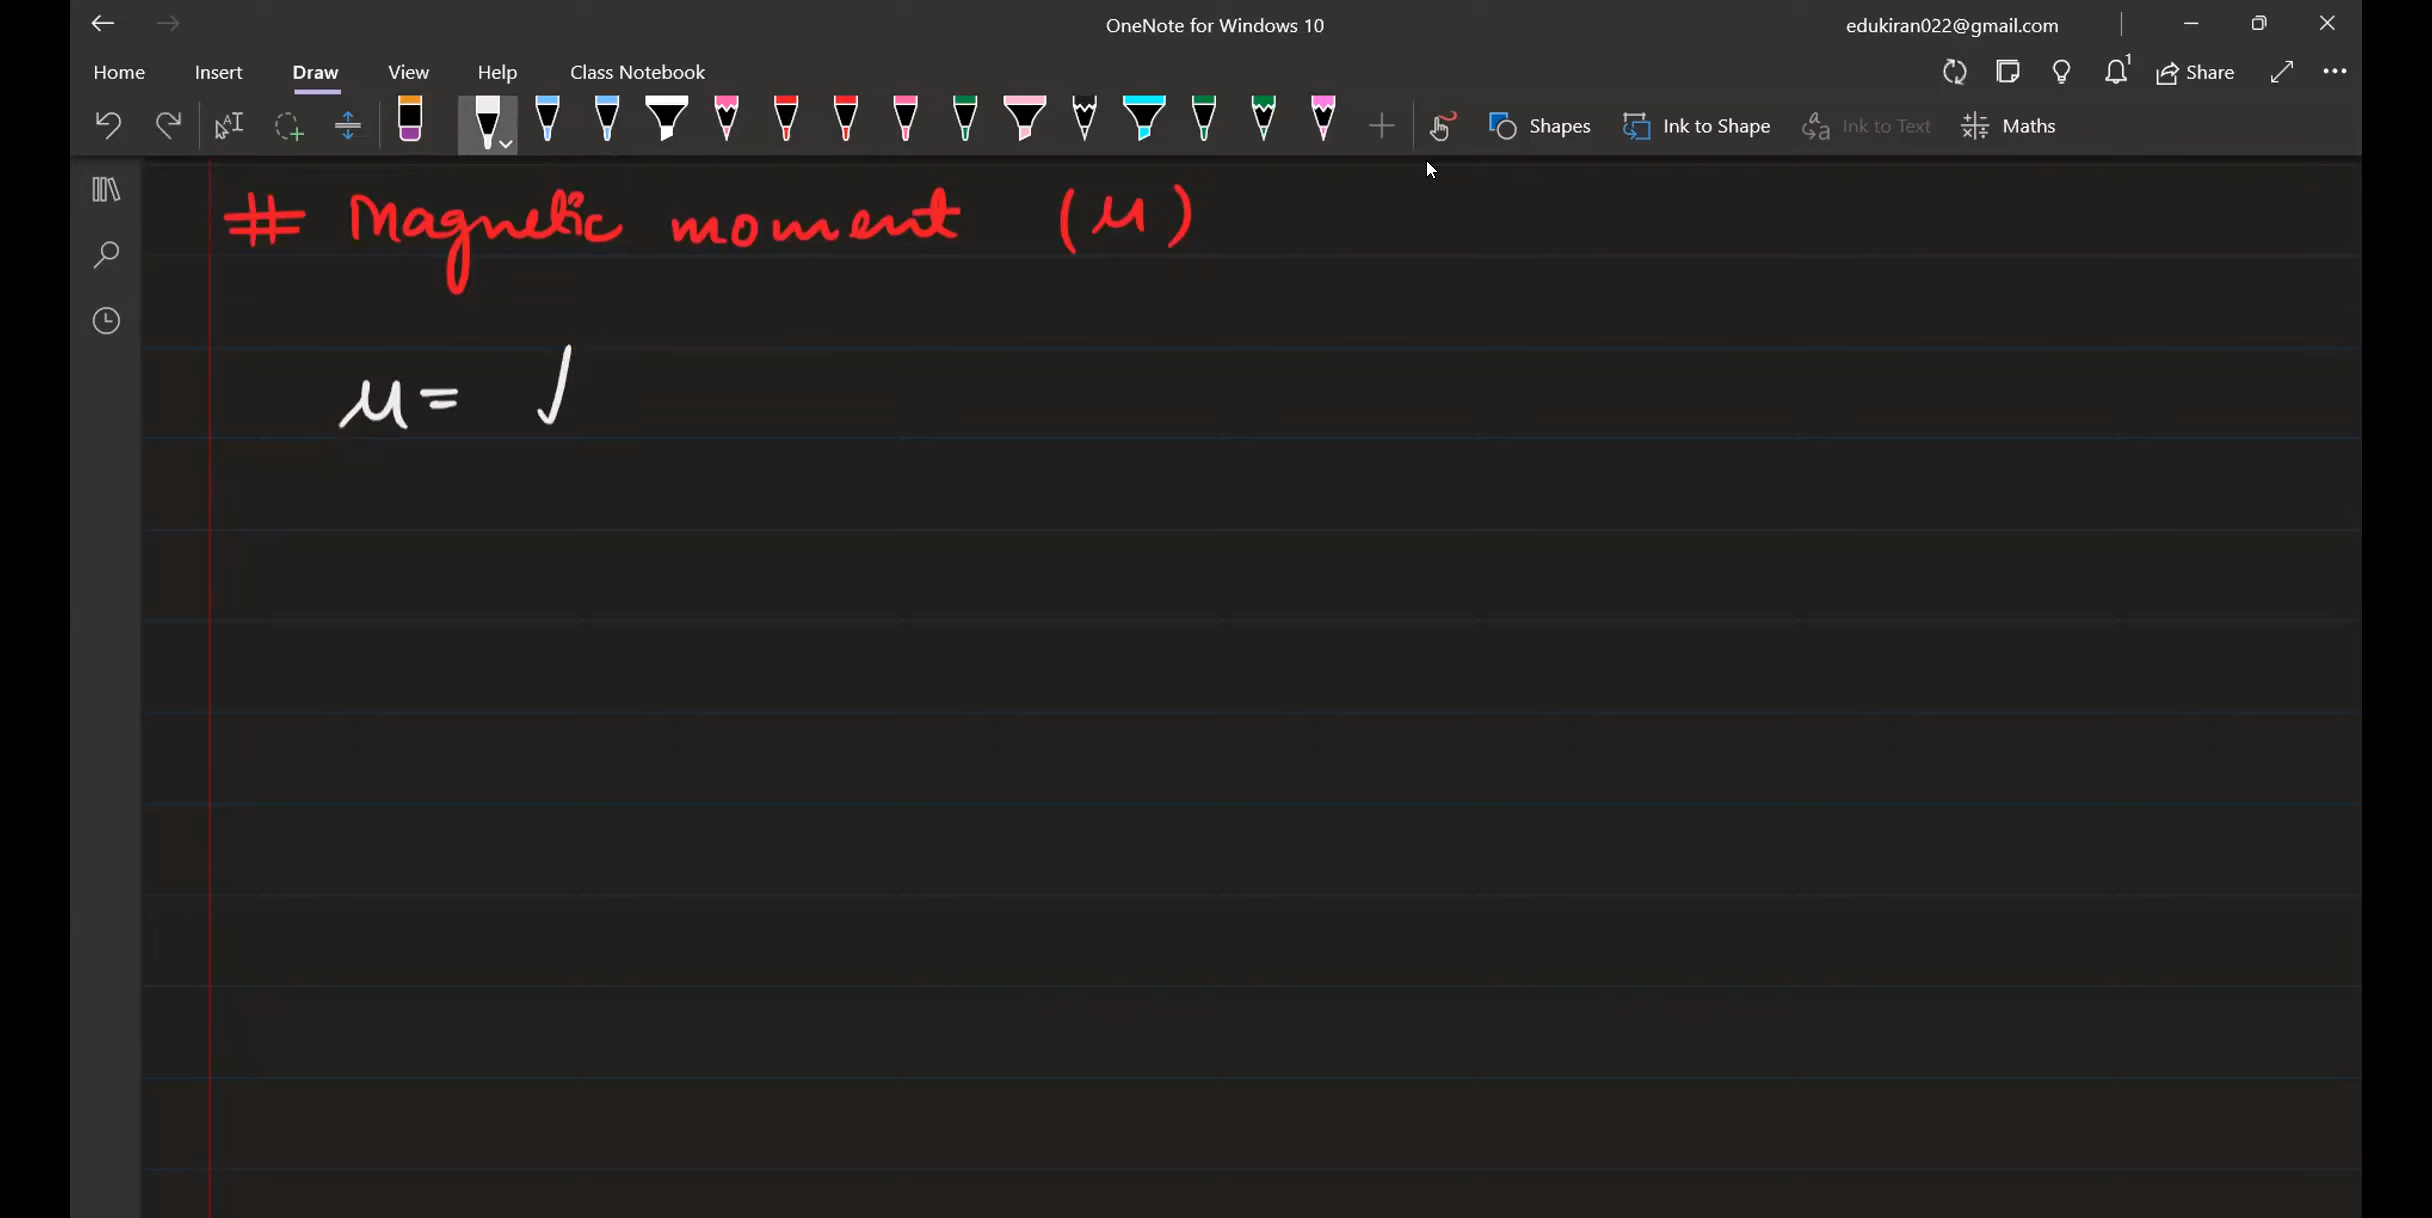 OneNote for Windows 10 edukiran022@gmail.com
Home Insert Draw View Help Class Notebook 1 Share
Shapes Ink to Shape Ink to Text Maths
# Magnetic moment (μ)
μ= √